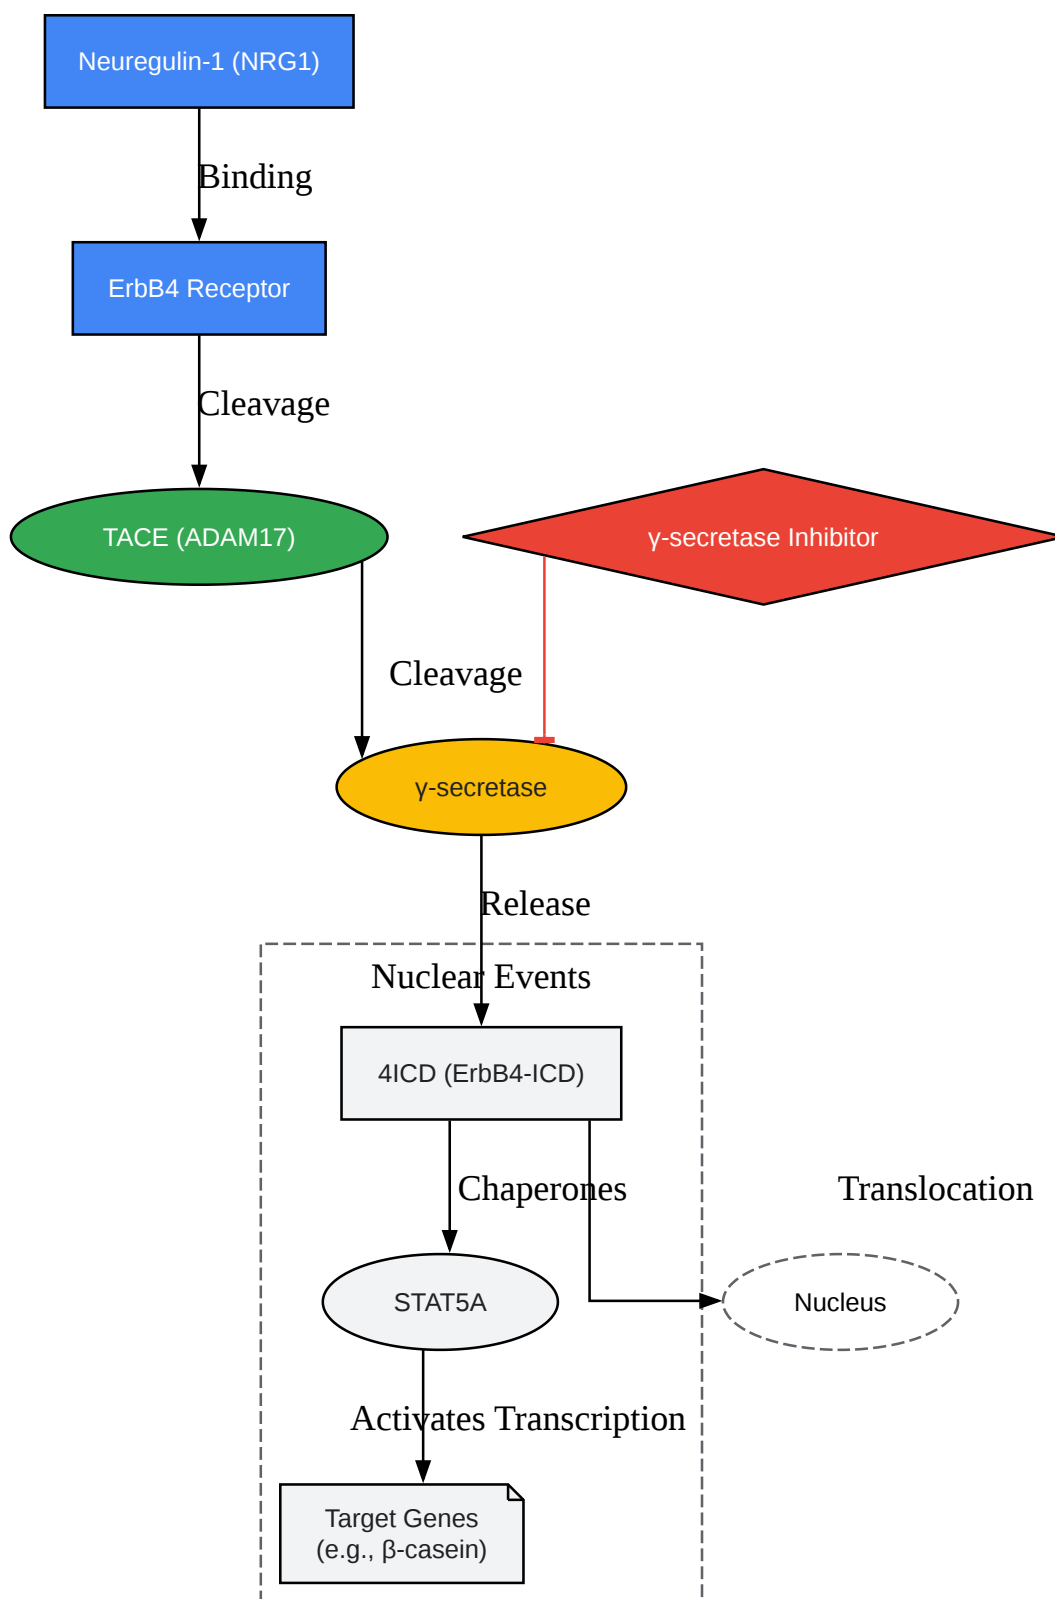 Neuregulin-1 (NRG1)
Binding
ErbB4 Receptor
Cleavage
TACE (ADAM17)
γ-secretase Inhibitor
Cleavage
γ-secretase
Release
Nuclear Events
4ICD (ErbB4-ICD)
Chaperones
Translocation
STAT5A
Nucleus
Activates Transcription
Target Genes
(e.g., β-casein)